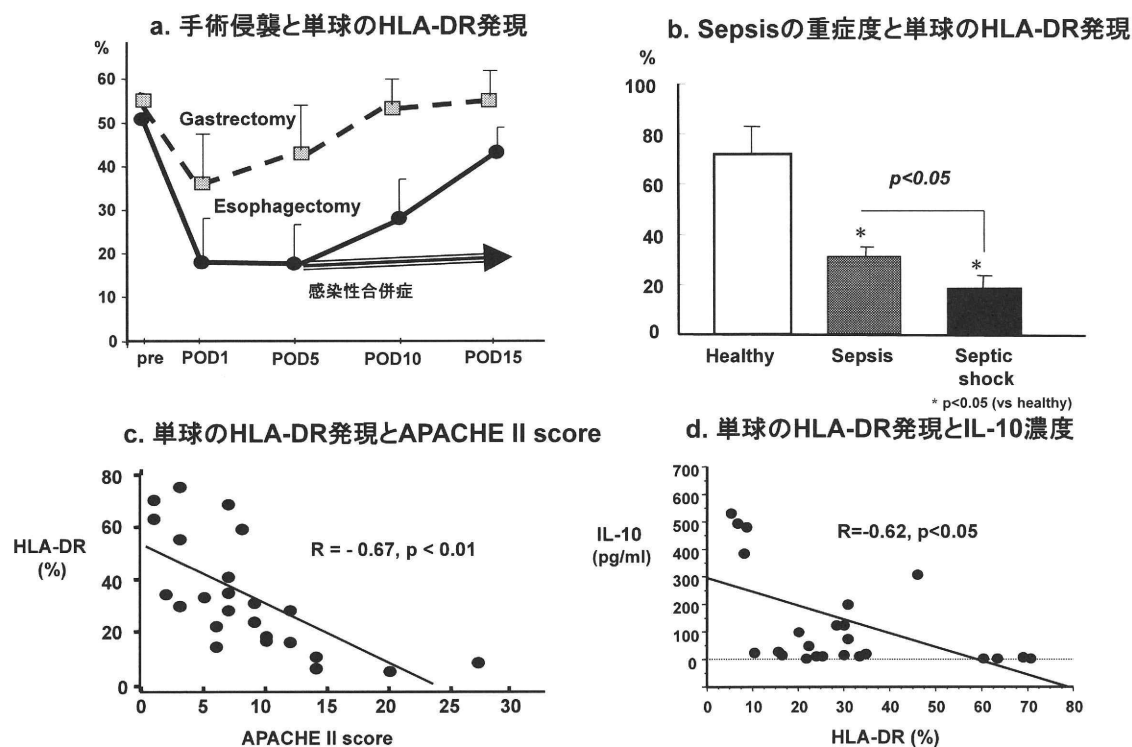 a. 手術侵襲と単球のHLA-DR発現
%
60
50
40
30
20
10
0
Gastrectomy
Esophagectomy
感染性合併症
pre POD1 POD5 POD10 POD15
b. Sepsisの重症度と単球のHLA-DR発現
%
100
80
60
40
20
0
p<0.05
*
*
Healthy Sepsis Septic
shock
* p<0.05 (vs healthy)
c. 単球のHLA-DR発現とAPACHE II score
80
60
40
20
0
HLA-DR
(%)
R = - 0.67, p < 0.01
0 5 10 15 20 25 30
APACHE II score
d. 単球のHLA-DR発現とIL-10濃度
700
600
500
400
300
200
100
0
IL-10
(pg/ml)
R=-0.62, p<0.05
0 10 20 30 40 50 60 70 80
HLA-DR (%)